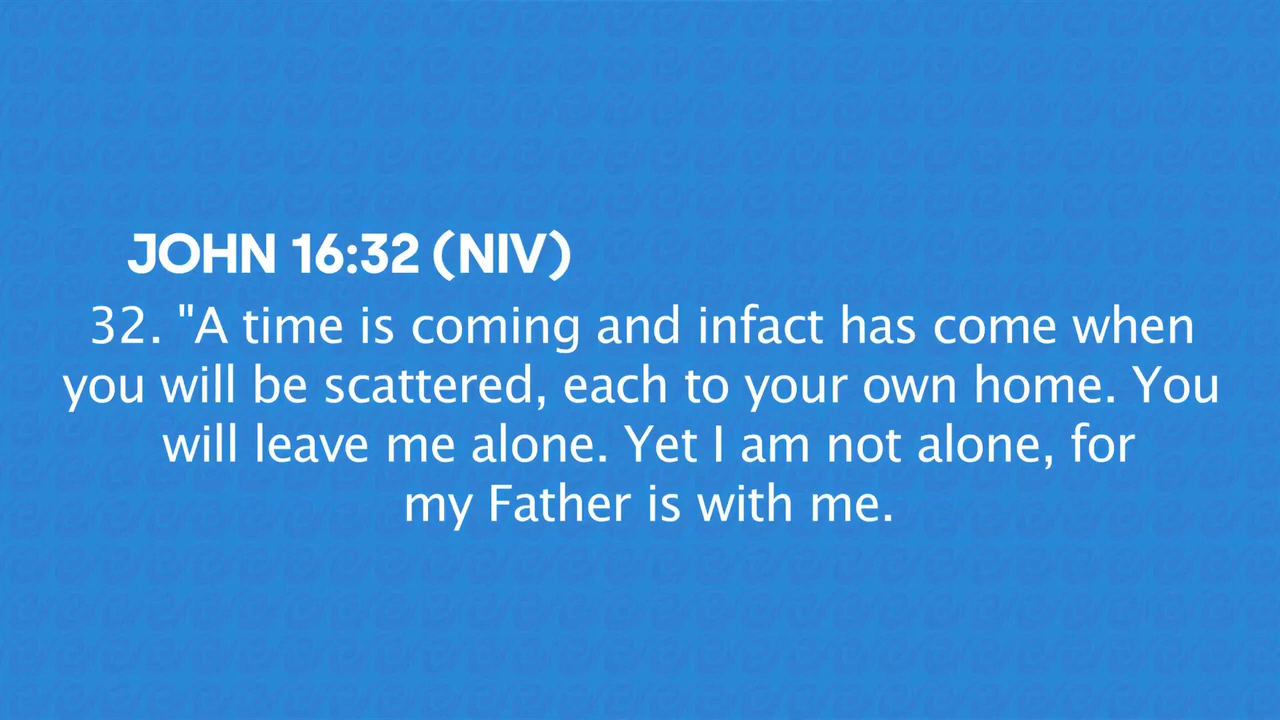 JOHN 16:32 (NIV)
32. "A time is coming and infact has come when
you will be scattered, each to your own home. You
will leave me alone. Yet I am not alone, for
my Father is with me.